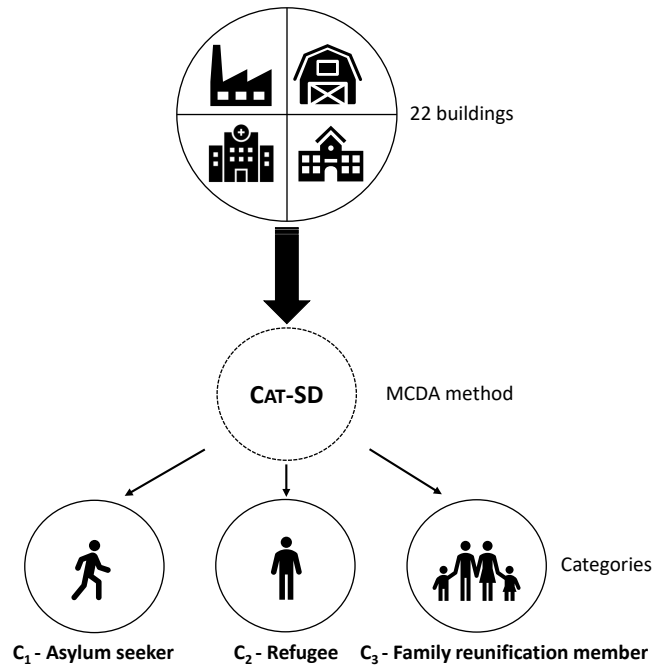 22 buildings
CAT-SD
MCDA method
Categories
C₁ - Asylum seeker
C₂ - Refugee
C₃ - Family reunification member